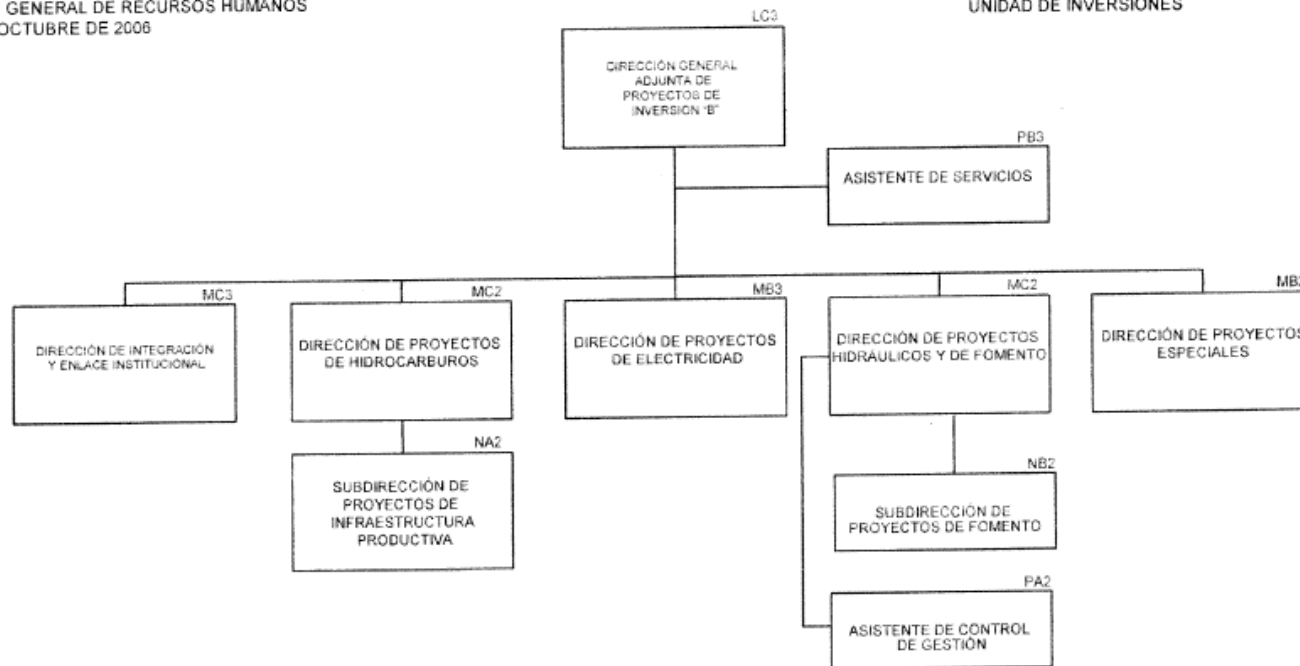 GENERAL DE RECURSOS HUMANOS
OCTUBRE DE 2006
UNIDAD DE INVERSIONES
LC3
DIRECCIÓN GENERAL
ADJUNTA DE
PROYECTOS DE
INVERSION "B"
PB3
ASISTENTE DE SERVICIOS
MC3
DIRECCIÓN DE INTEGRACIÓN
Y ENLACE INSTITUCIONAL
MC2
DIRECCIÓN DE PROYECTOS
DE HIDROCARBUROS
MB3
DIRECCIÓN DE PROYECTOS
DE ELECTRICIDAD
MC2
DIRECCIÓN DE PROYECTOS
HIDRÁULICOS Y DE FOMENTO
DIRECCIÓN DE PROYECTOS
ESPECIALES
NA2
SUBDIRECCIÓN DE
PROYECTOS DE
INFRAESTRUCTURA
PRODUCTIVA
NB2
SUBDIRECCIÓN DE
PROYECTOS DE FOMENTO
PA2
ASISTENTE DE CONTROL
DE GESTIÓN